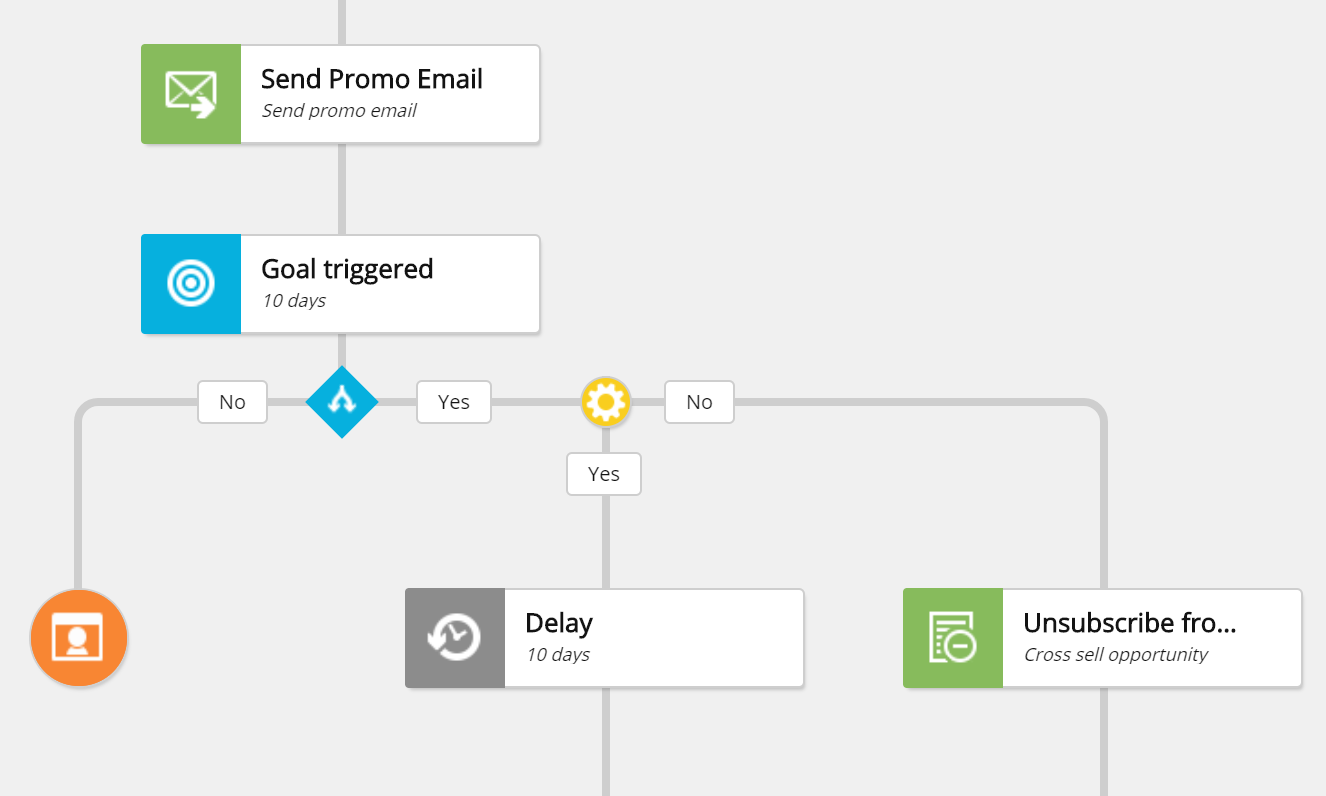 Send Promo Email
Send promo email
Goal triggered
10 days
No
Yes
No
Yes
Delay
10 days
Unsubscribe fro...
Cross sell opportunity